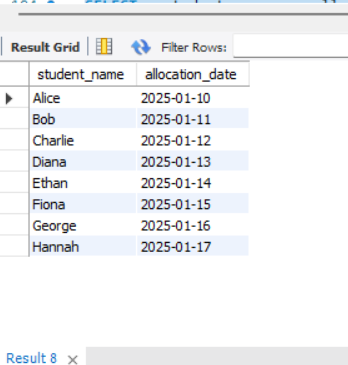 Result Grid Filter Rows:
student_name allocation_date
Alice 2025-01-10
Bob 2025-01-11
Charlie 2025-01-12
Diana 2025-01-13
Ethan 2025-01-14
Fiona 2025-01-15
George 2025-01-16
Hannah 2025-01-17
Result 8